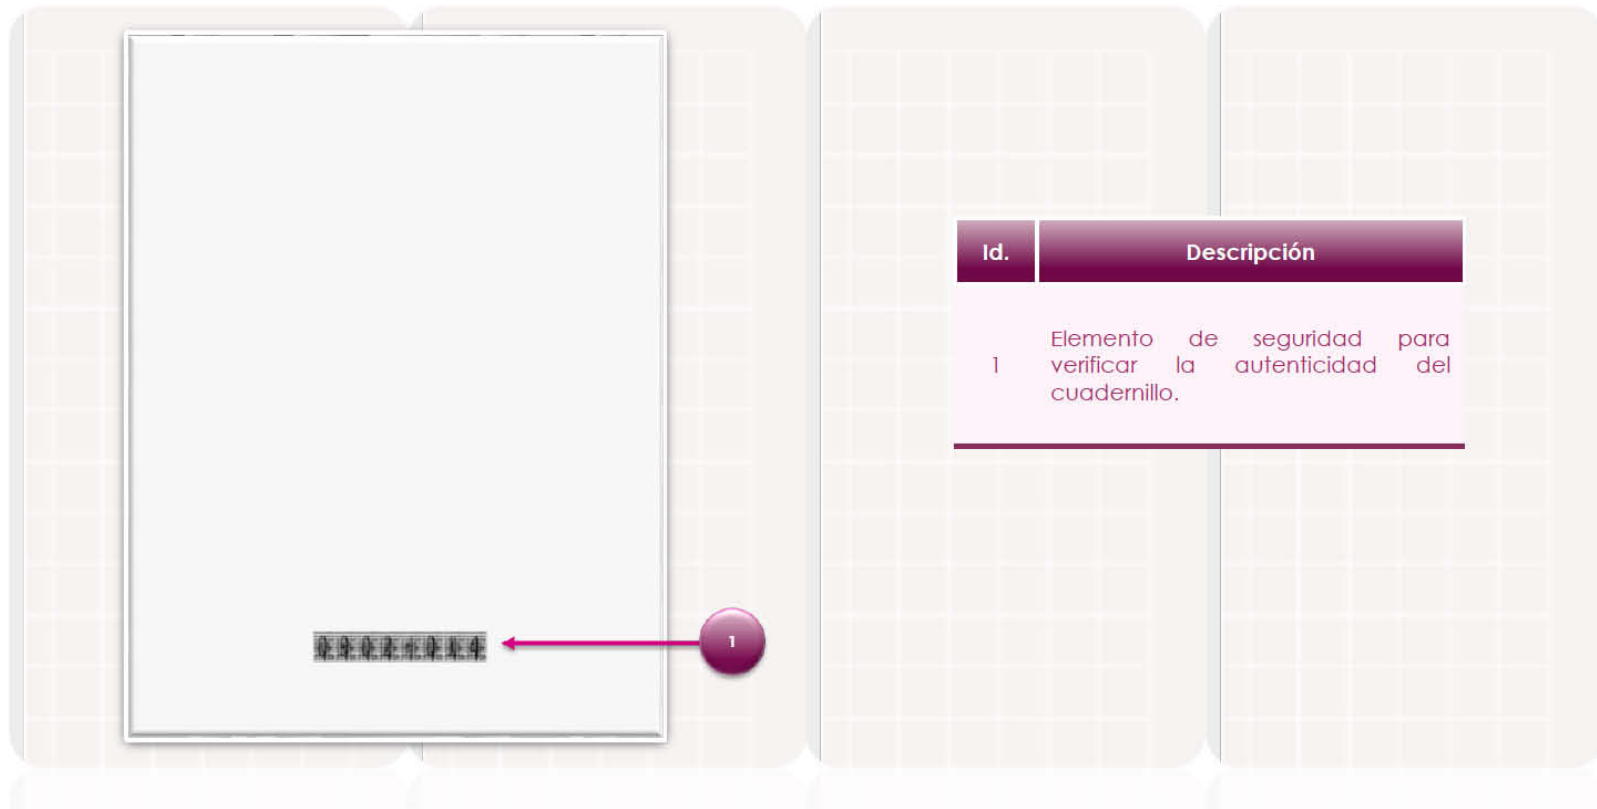 Id. Descripción
1 Elemento de seguridad para
verificar la autenticidad del
cuadernillo.
1